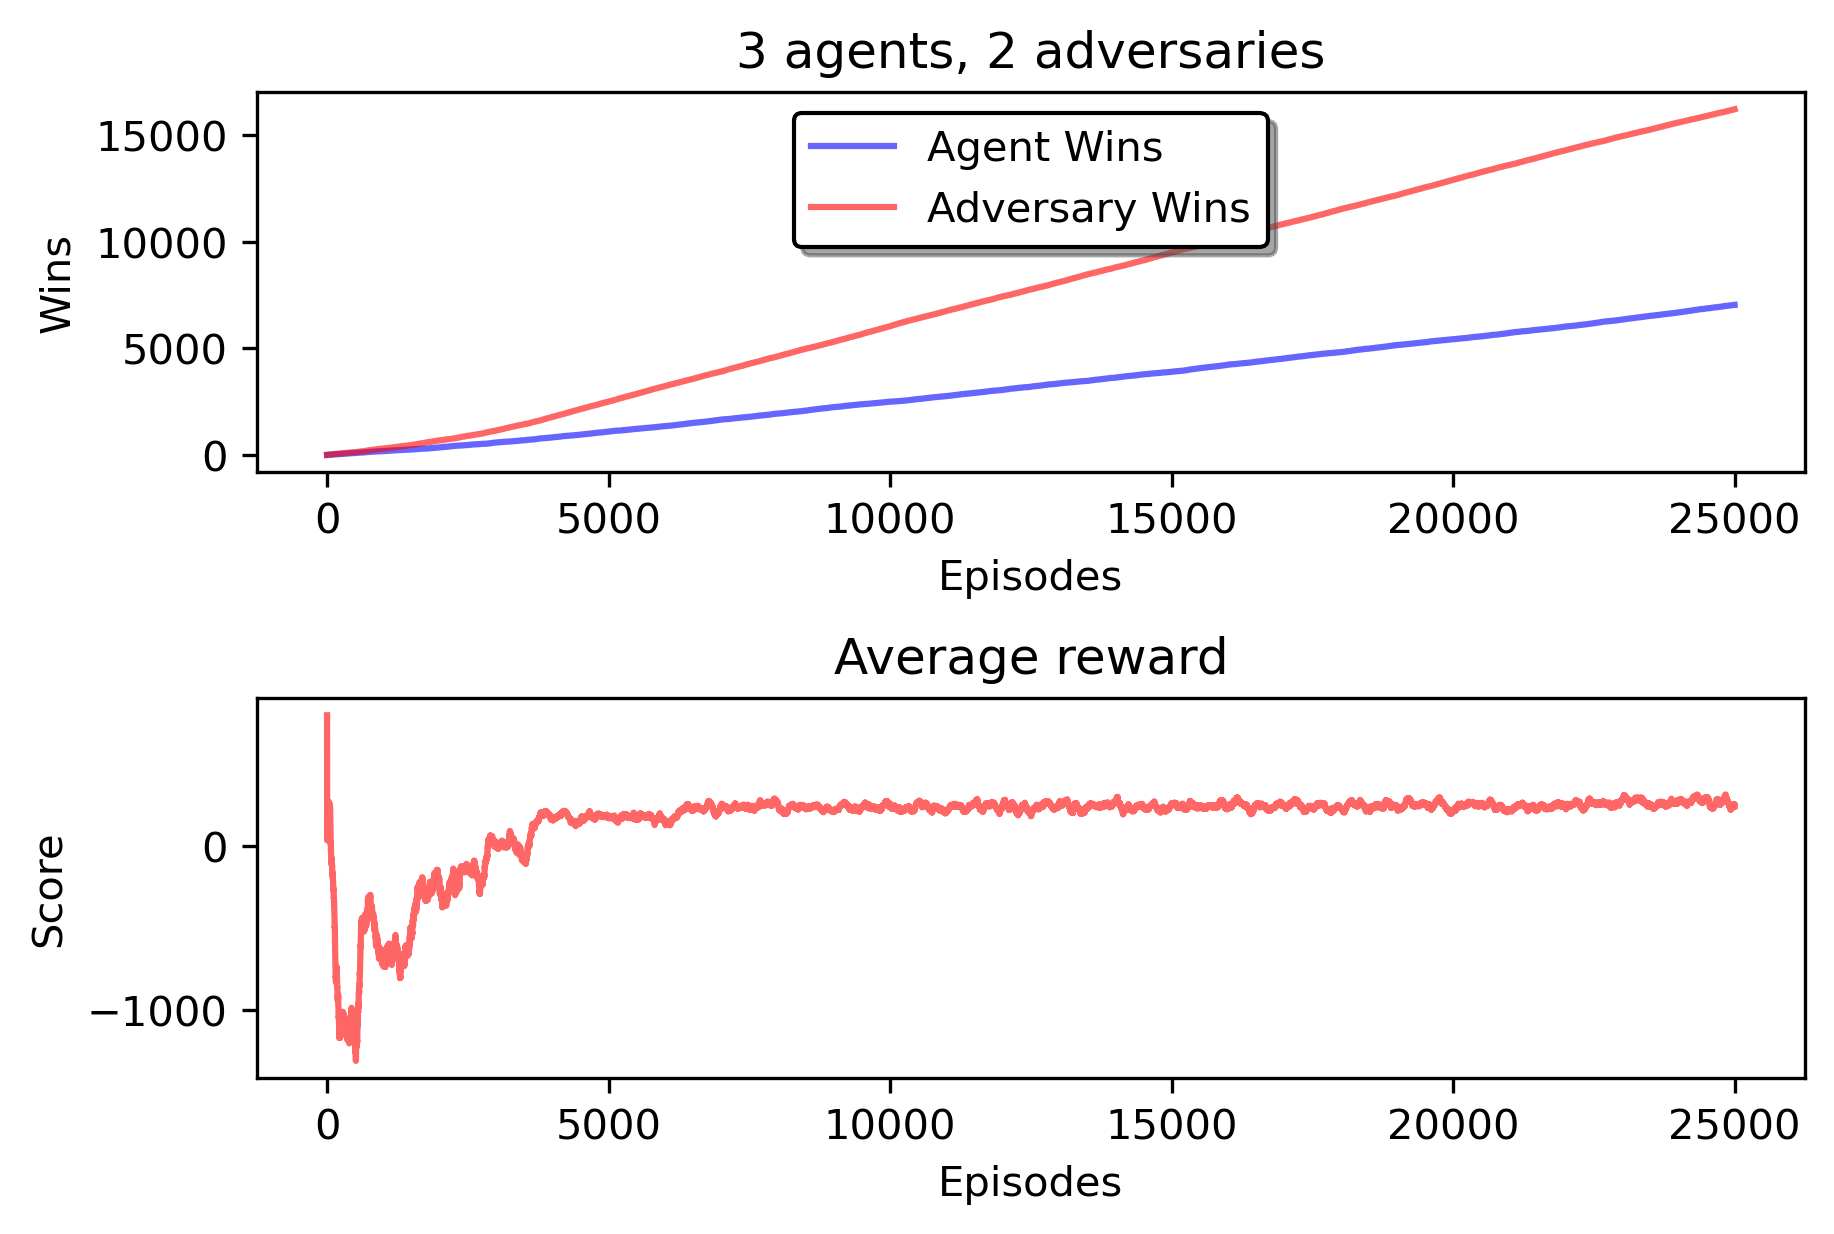 3 agents, 2 adversaries
Agent Wins
Adversary Wins
Wins
15000
10000
5000
0
0 5000 10000 15000 20000 25000
Episodes
Average reward
Score
0
−1000
0 5000 10000 15000 20000 25000
Episodes